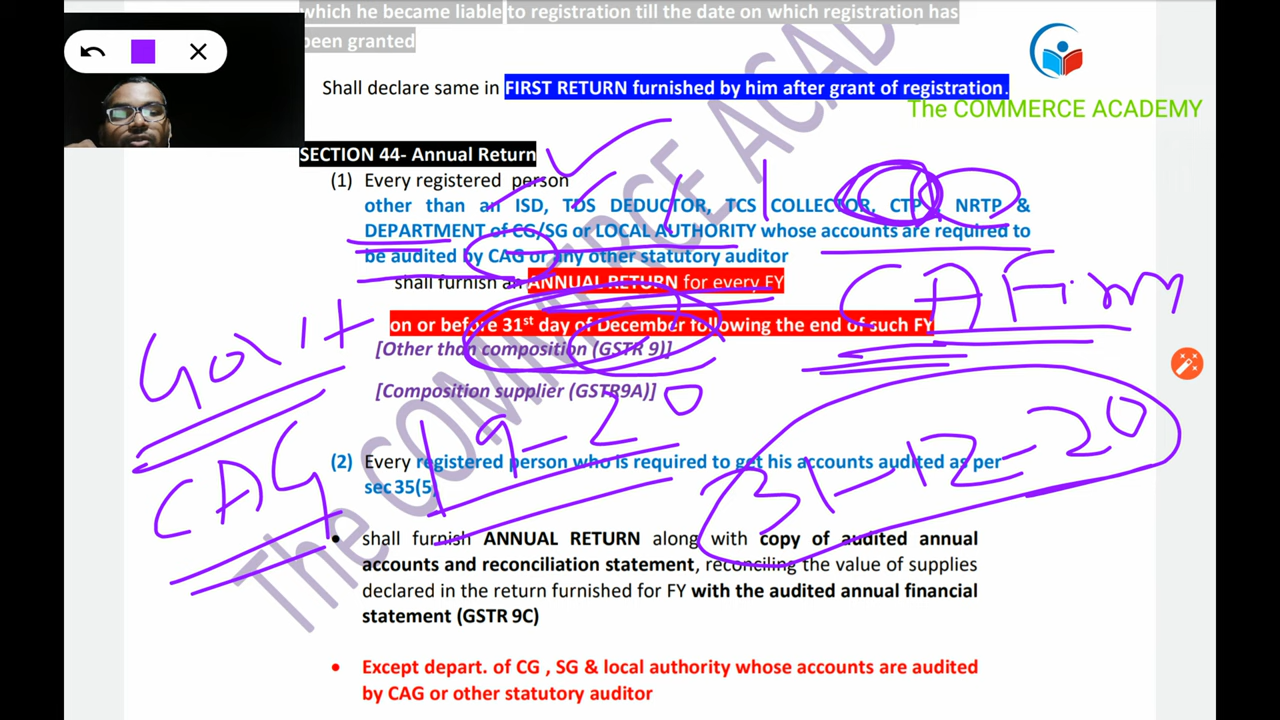 which he became liable to registration till the date on which registration has
been granted
Shall declare same in FIRST RETURN furnished by him after grant of registration.
The COMMERCE ACADEMY
SECTION 44- Annual Return
(1) Every registered person
other than an ISD, TDS DEDUCTOR, TCS COLLECTOR, CTP, NRTP &
DEPARTMENT of CG/SG or LOCAL AUTHORITY whose accounts are required to
be audited by CAG or any other statutory auditor
shall furnish an ANNUAL RETURN for every FY
CA Firm
on or before 31st day of December following the end of such FY
Govt
[Other than composition (GSTR 9)]
[Composition supplier (GSTR9A)]
19-20
31-12-20
(2) Every registered person who is required to get his accounts audited as per
sec 35(5)
CAG
• shall furnish ANNUAL RETURN along with copy of audited annual
accounts and reconciliation statement, reconciling the value of supplies
declared in the return furnished for FY with the audited annual financial
statement (GSTR 9C)
• Except depart. of CG , SG & local authority whose accounts are audited
by CAG or other statutory auditor
The COMMERCE ACAD